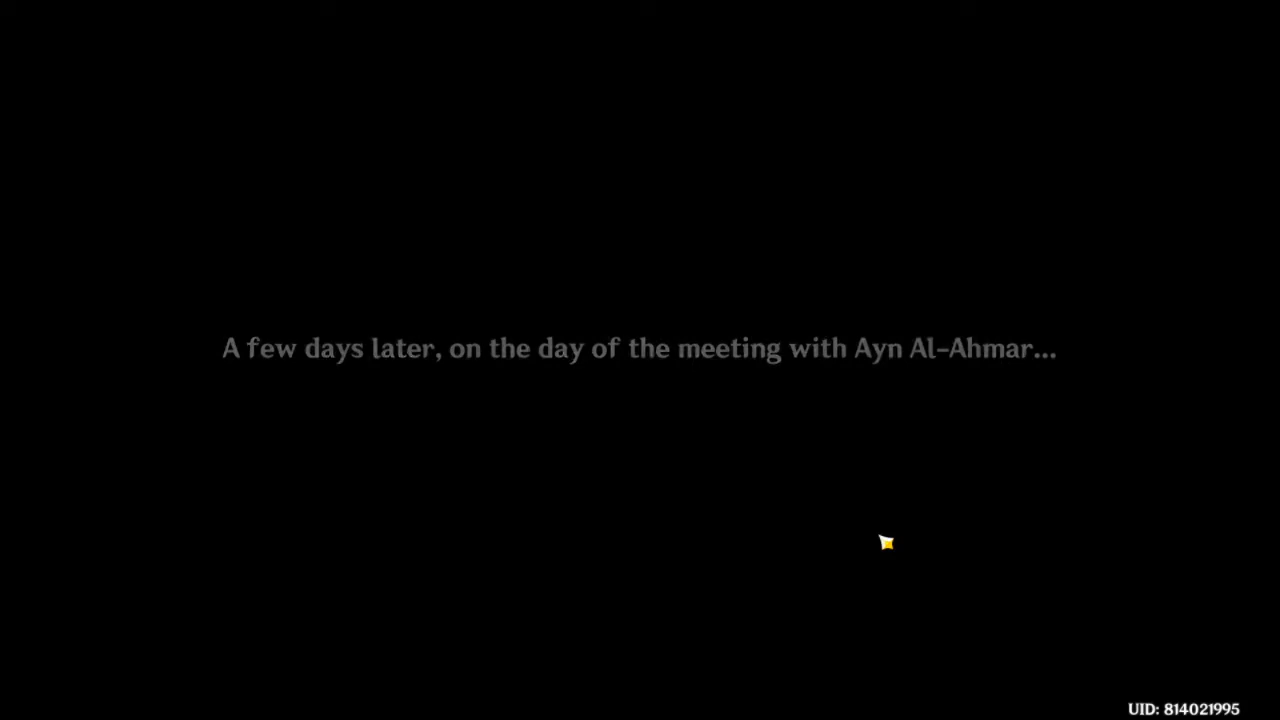 A few days later, on the day of the meeting with Ayn Al-Ahmar...
UID: 814021995